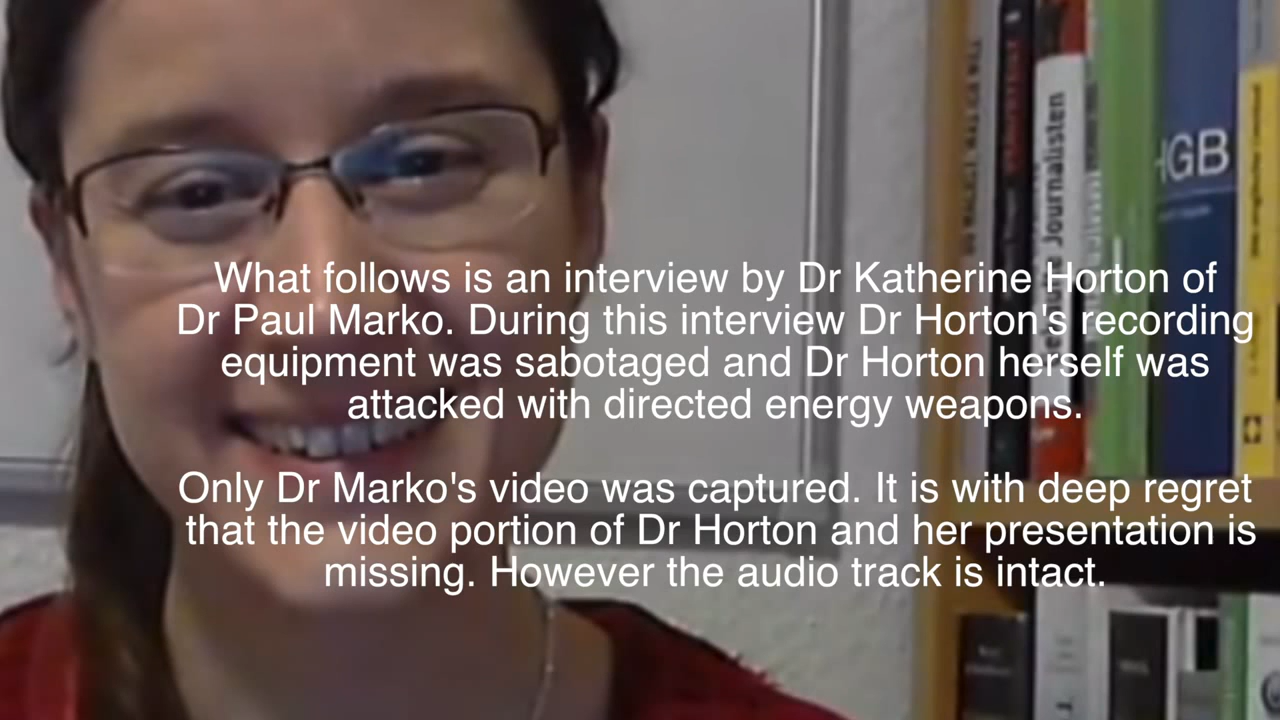 What follows is an interview by Dr Katherine Horton of
Dr Paul Marko. During this interview Dr Horton's recording
equipment was sabotaged and Dr Horton herself was
attacked with directed energy weapons.
Only Dr Marko's video was captured. It is with deep regret
that the video portion of Dr Horton and her presentation is
missing. However the audio track is intact.
Journalisten
HGB